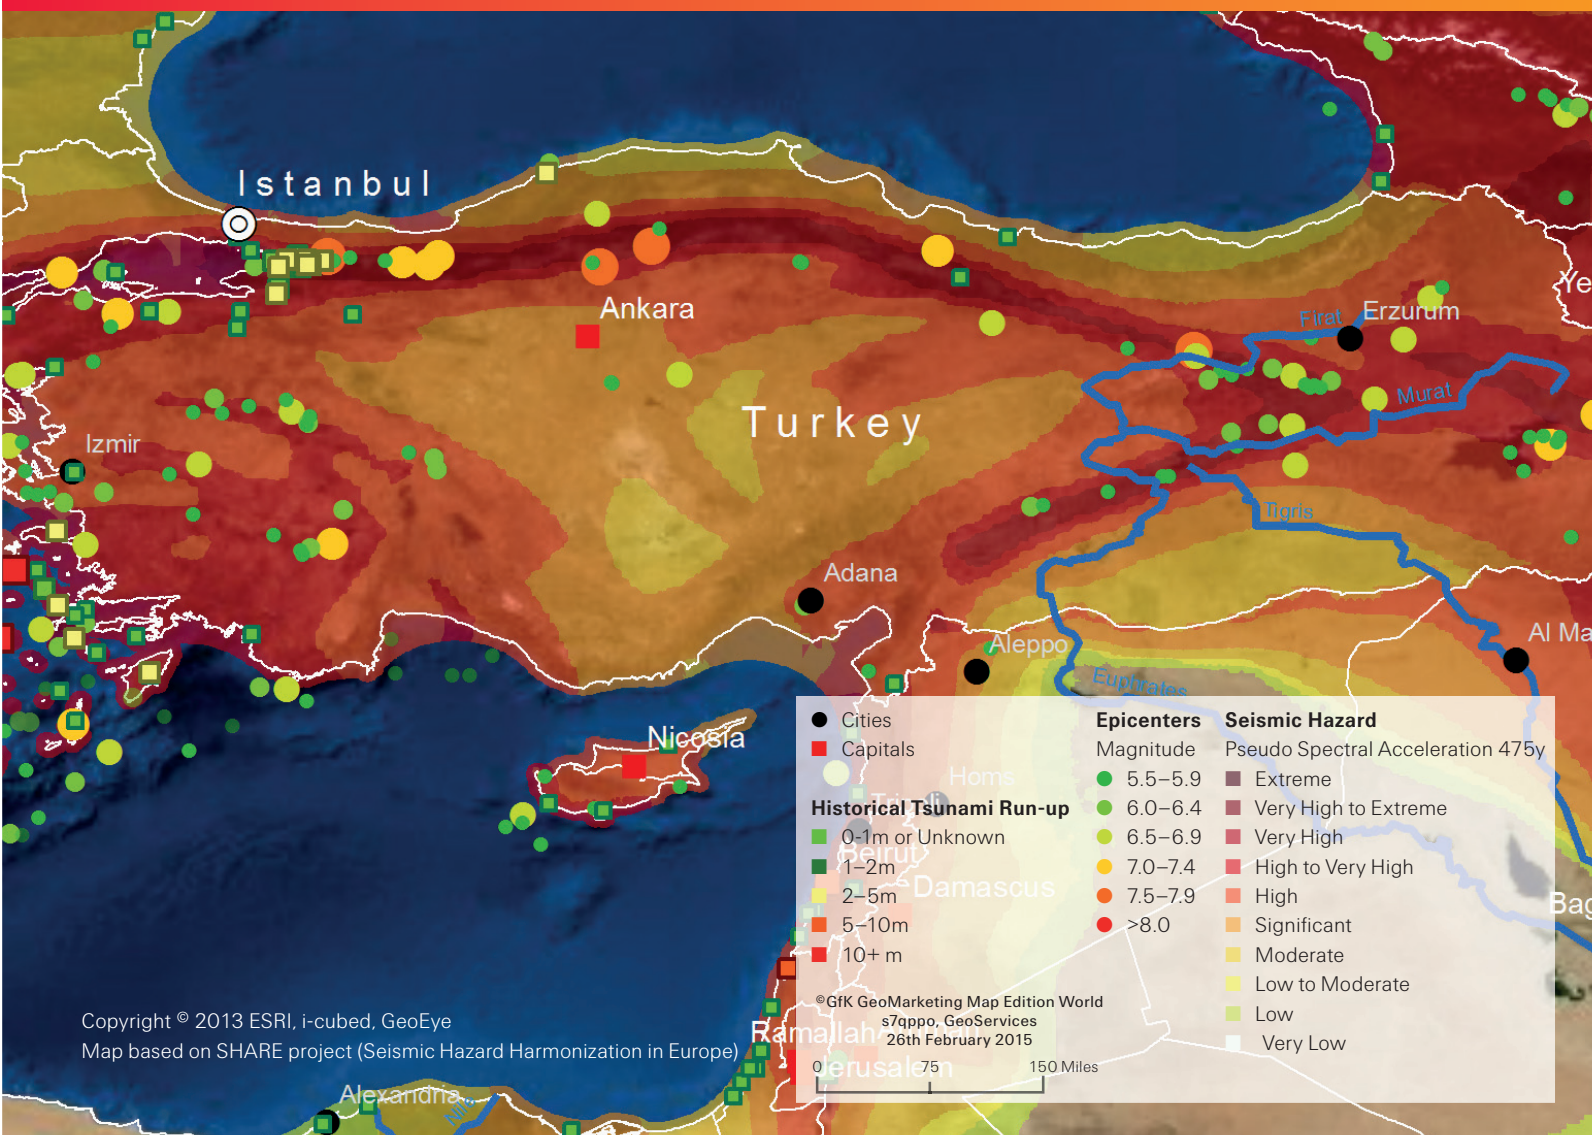 Istanbul
Ankara
Firat
Erzurum
Ye
Murat
Turkey
Izmir
Tigris
Adana
Al Ma
Aleppo
Euphrates
Nicosia
Homs
Tripoli
Beirut
Damascus
Bag
Ramallah
Jerusalem
Alexandria
Nile
Cities
Capitals
Historical Tsunami Run-up
0-1m or Unknown
1–2m
2–5m
5–10m
10+ m
Epicenters
Magnitude
5.5–5.9
6.0–6.4
6.5–6.9
7.0–7.4
7.5–7.9
>8.0
Seismic Hazard
Pseudo Spectral Acceleration 475y
Extreme
Very High to Extreme
Very High
High to Very High
High
Significant
Moderate
Low to Moderate
Low
Very Low
©GfK GeoMarketing Map Edition World
s7qppo, GeoServices
26th February 2015
0 75 150 Miles
Copyright © 2013 ESRI, i-cubed, GeoEye
Map based on SHARE project (Seismic Hazard Harmonization in Europe)